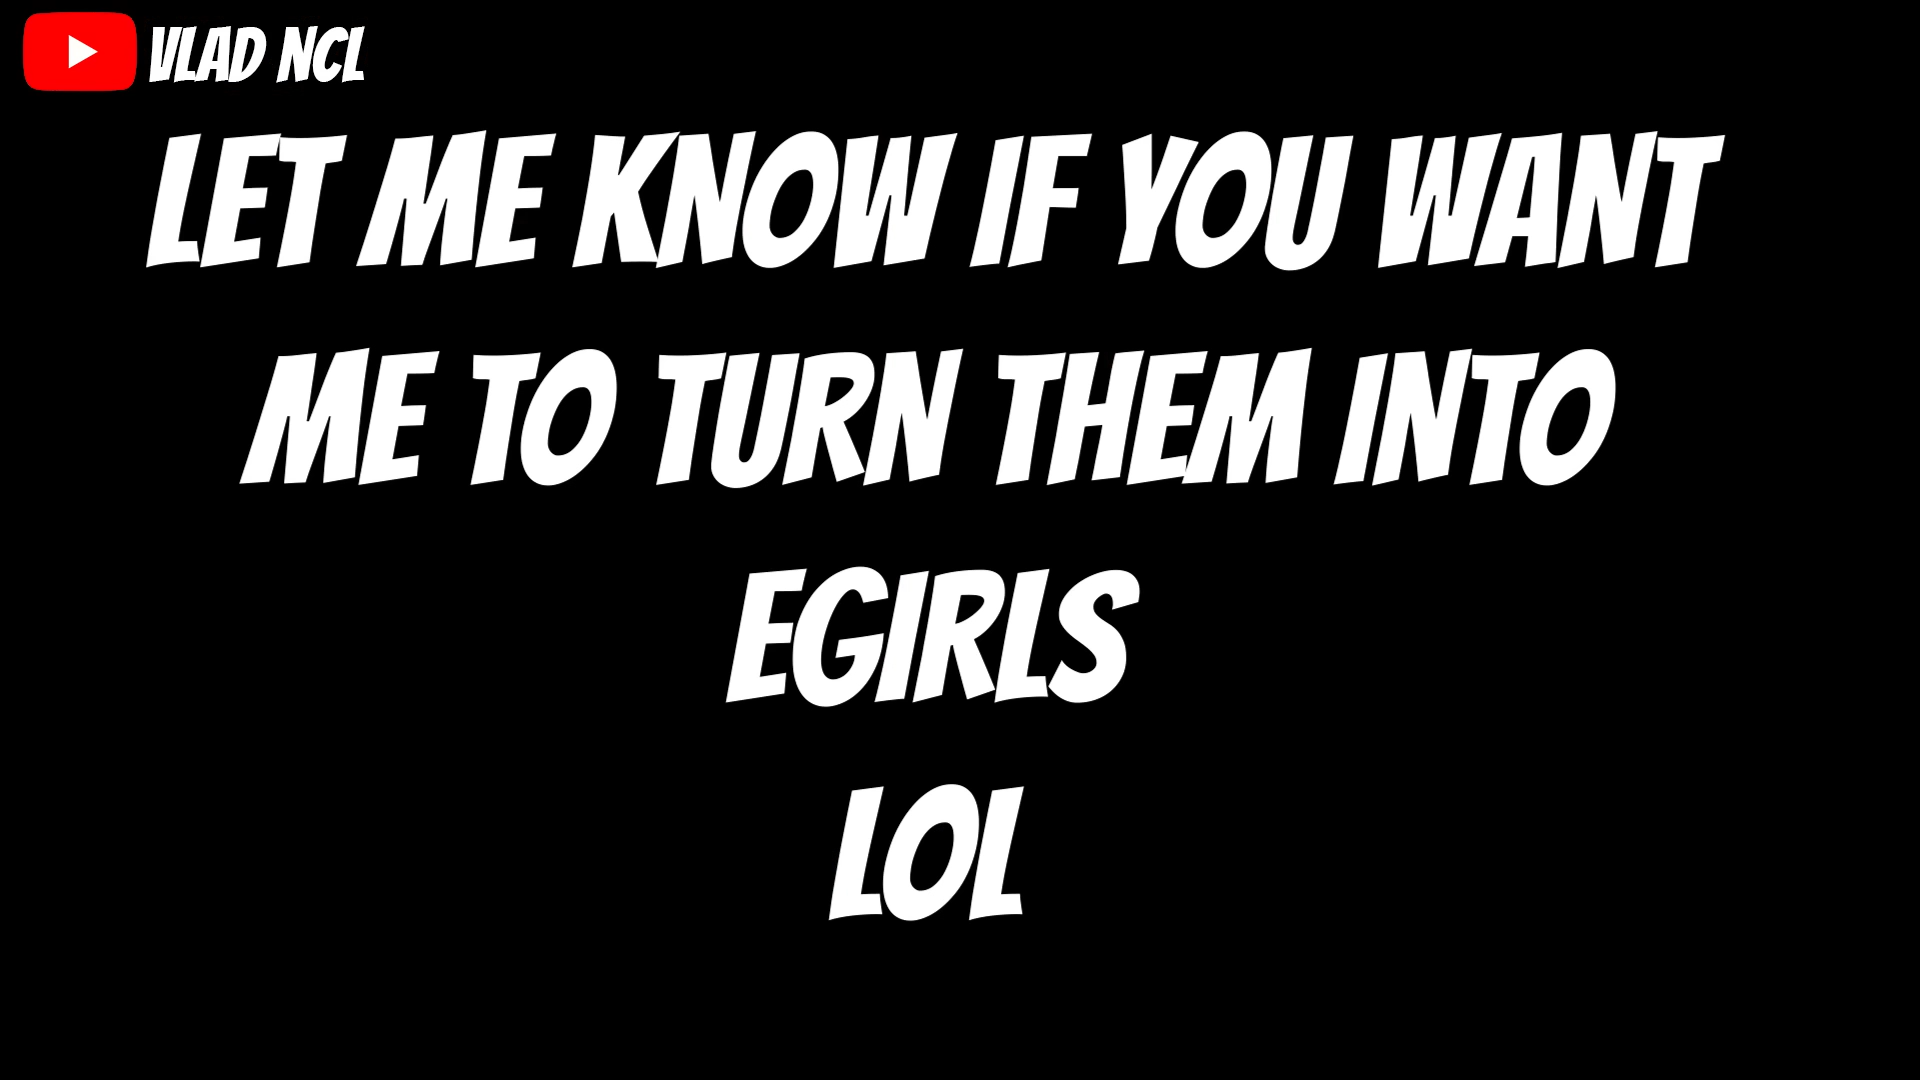 VLAD NCL
LET ME KNOW IF YOU WANT
ME TO TURN THEM INTO
EGIRLS
LOL